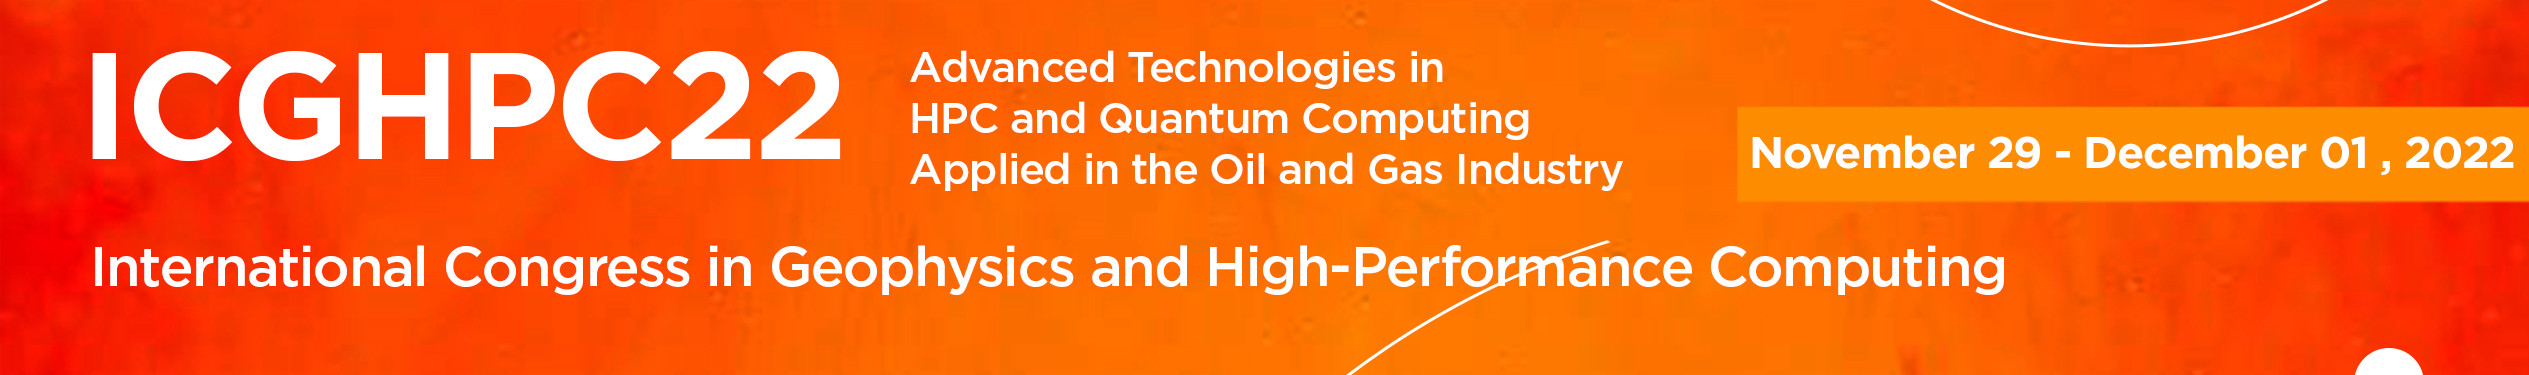 ICGHPC22
Advanced Technologies in
HPC and Quantum Computing
Applied in the Oil and Gas Industry
November 29 - December 01 , 2022
International Congress in Geophysics and High-Performance Computing